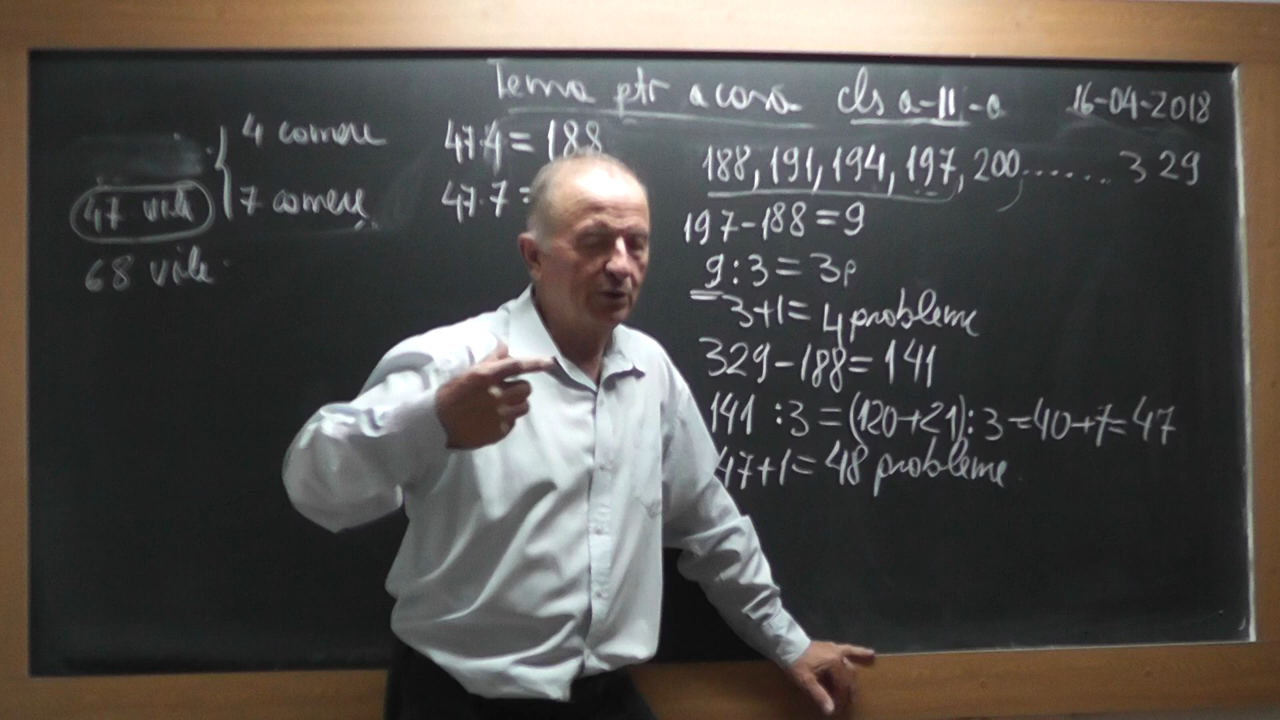 Tema ptr acasă cls a-II-a 16-04-2018
4 camere
47 vile
7 camere
68 vile
47·4=188
47·7=
188, 191, 194, 197, 200, ....... 329
197-188=9
9:3=3p
3+1=4 probleme
329-188=141
141 :3=(120+21):3=40+7=47
47+1=48 probleme